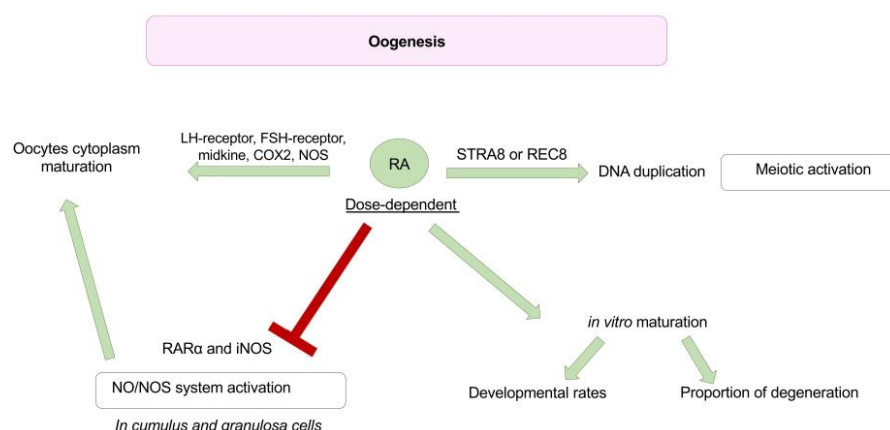 Oogenesis
LH-receptor, FSH-receptor,
midkine, COX2, NOS
Oocytes cytoplasm
maturation
RA
STRA8 or REC8
DNA duplication
Meiotic activation
Dose-dependent
in vitro maturation
RARα and iNOS
NO/NOS system activation
Developmental rates
Proportion of degeneration
In cumulus and granulosa cells